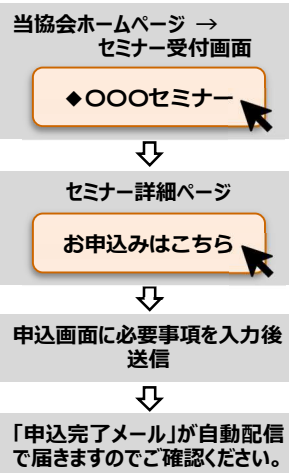 当協会ホームページ →
セミナー受付画面
◆〇〇〇セミナー
セミナー詳細ページ
お申込みはこちら
申込画面に必要事項を入力後
送信
「申込完了メール」が自動配信
で届きますのでご確認ください。